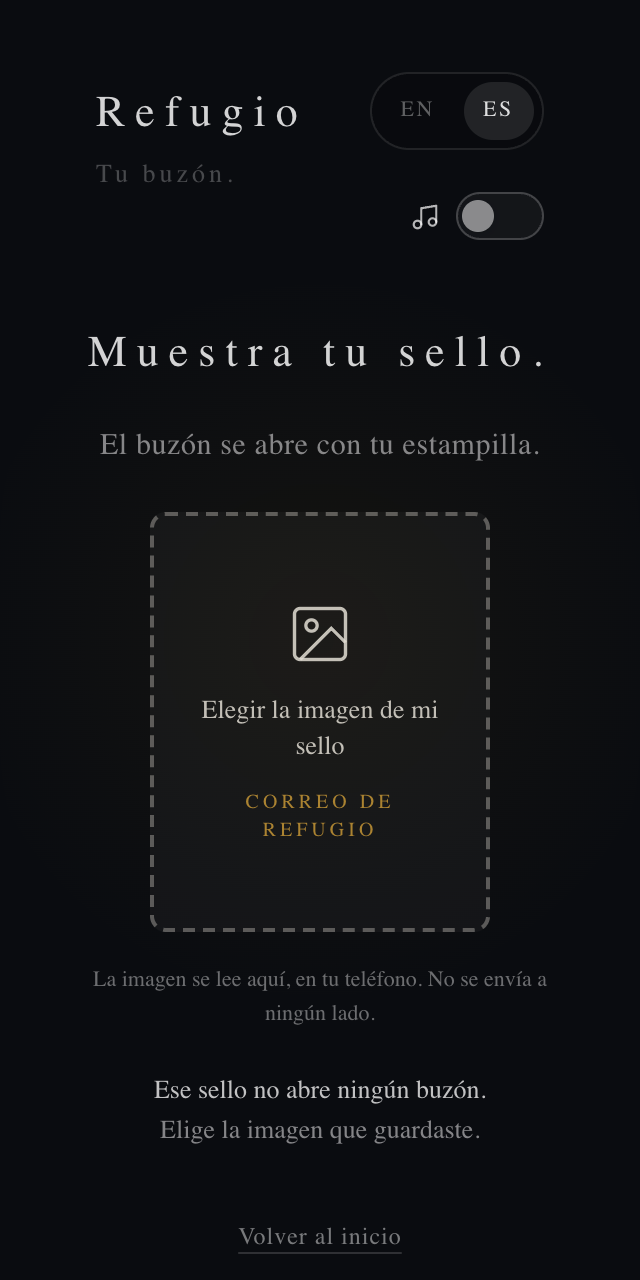 Refugio
EN ES
Tu buzón.
Muestra tu sello.
El buzón se abre con tu estampilla.
Elegir la imagen de mi
sello
CORREO DE
REFUGIO
La imagen se lee aquí, en tu teléfono. No se envía a
ningún lado.
Ese sello no abre ningún buzón.
Elige la imagen que guardaste.
Volver al inicio